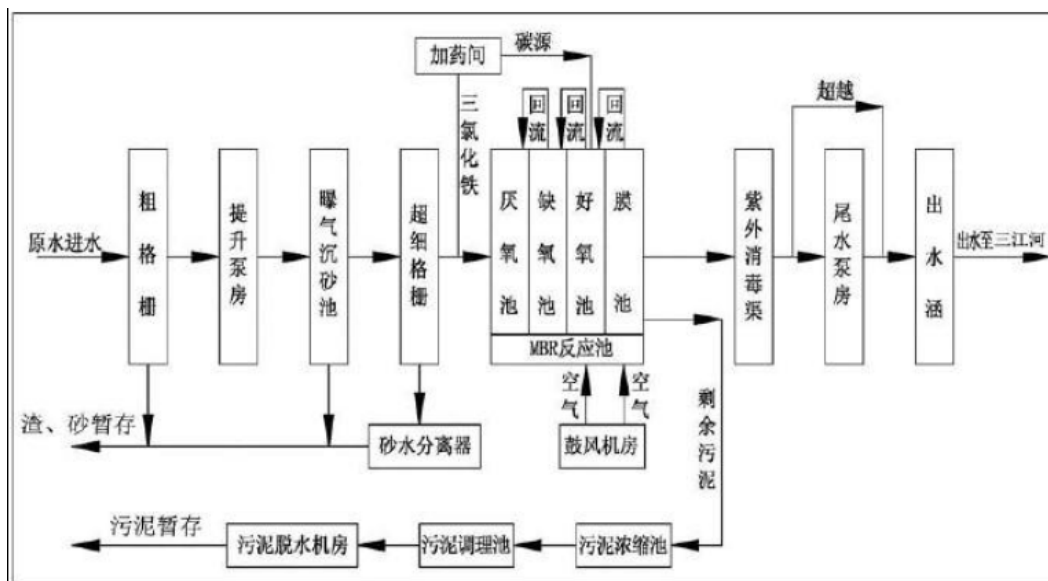 加药间
碳源
三氯化铁
回流
回流
回流
超越
原水进水
粗格栅
提升泵房
曝气沉砂池
超细格栅
厌氧池
缺氧池
好氧池
膜池
MBR反应池
紫外消毒渠
尾水泵房
出水涵
出水至三江河
空气
空气
鼓风机房
剩余污泥
渣、砂暂存
砂水分离器
污泥暂存
污泥脱水机房
污泥调理池
污泥浓缩池